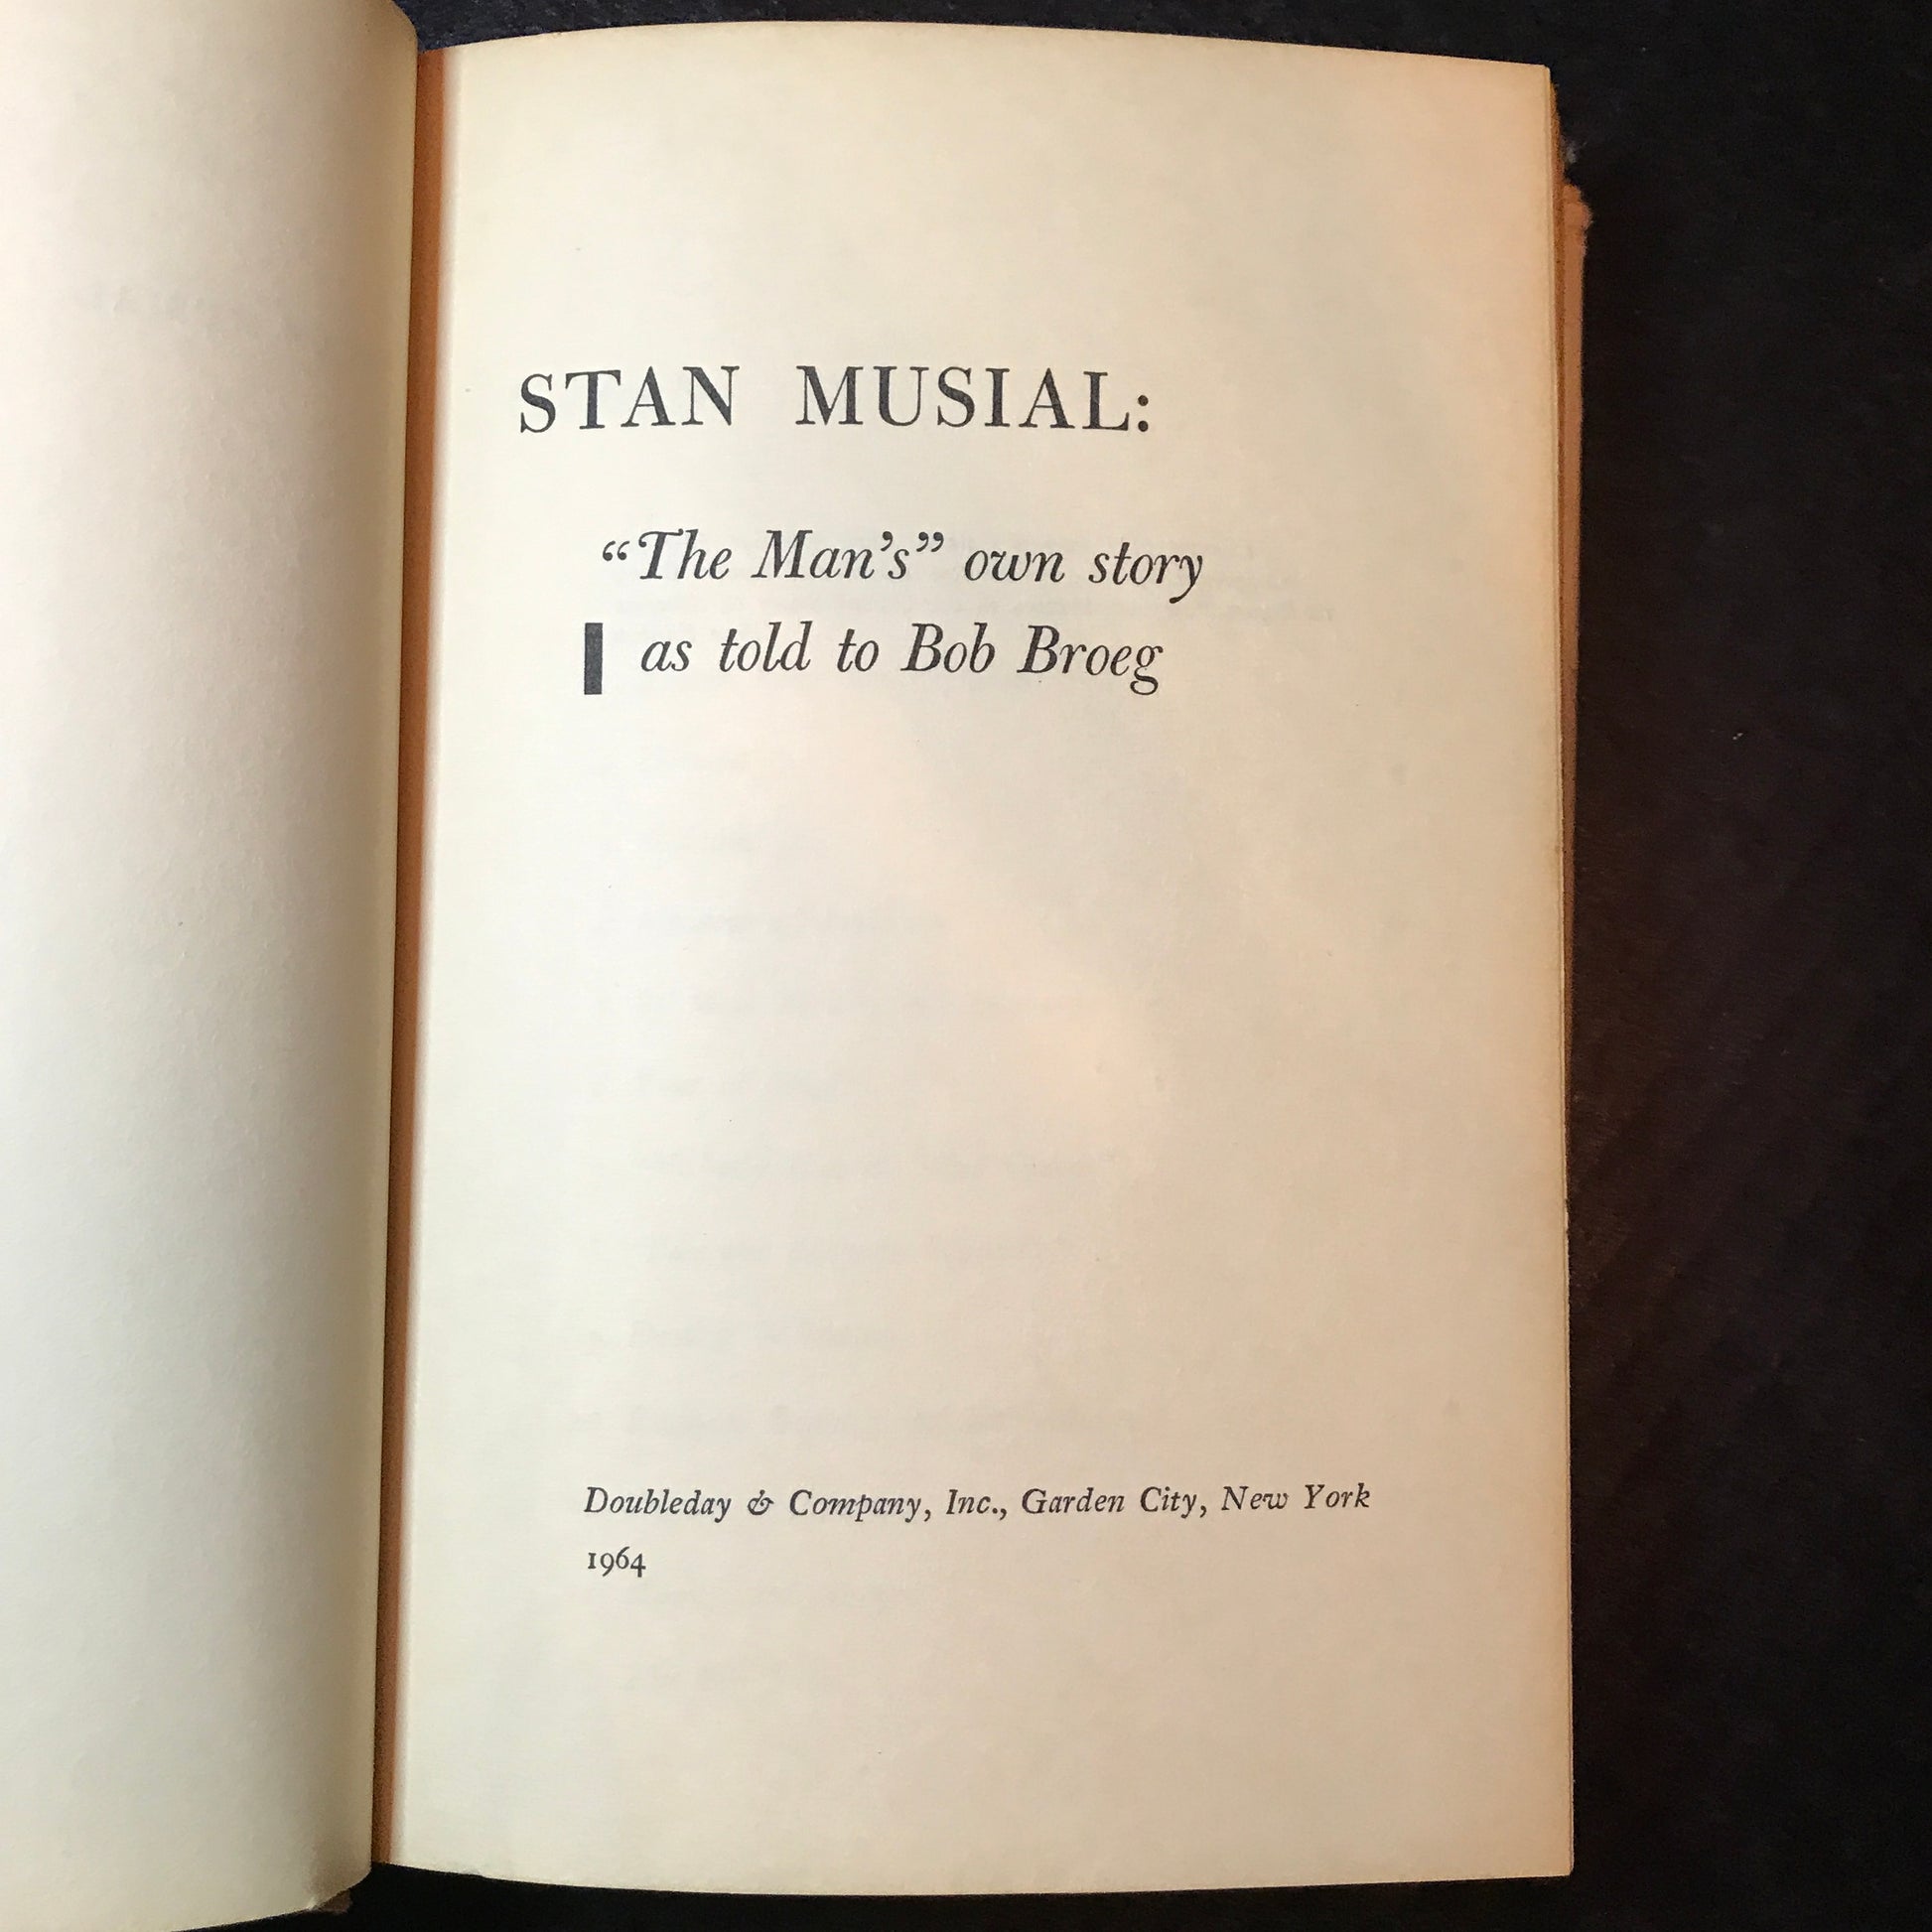 STAN MUSIAL:
“The Man’s” own story
as told to Bob Broeg
Doubleday & Company, Inc., Garden City, New York
1964